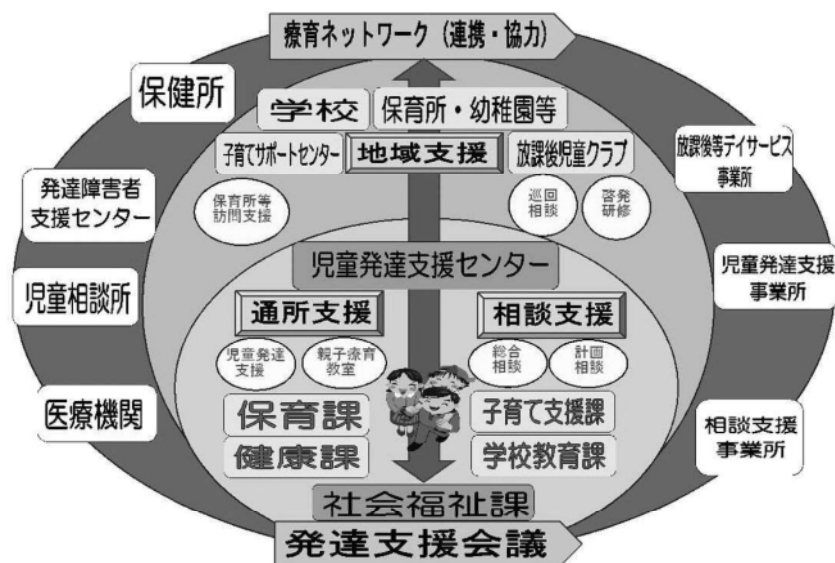 療育ネットワーク（連携・協力）
保健所
学校
保育所・幼稚園等
子育てサポートセンター
地域支援
放課後児童クラブ
放課後等デイサービス
事業所
発達障害者
支援センター
保育所等
訪問支援
巡回
相談
啓発
研修
児童発達支援センター
児童相談所
児童発達支援
事業所
通所支援
相談支援
児童発達
支援
親子療育
教室
総合
相談
計画
相談
医療機関
保育課
子育て支援課
相談支援
事業所
健康課
学校教育課
社会福祉課
発達支援会議